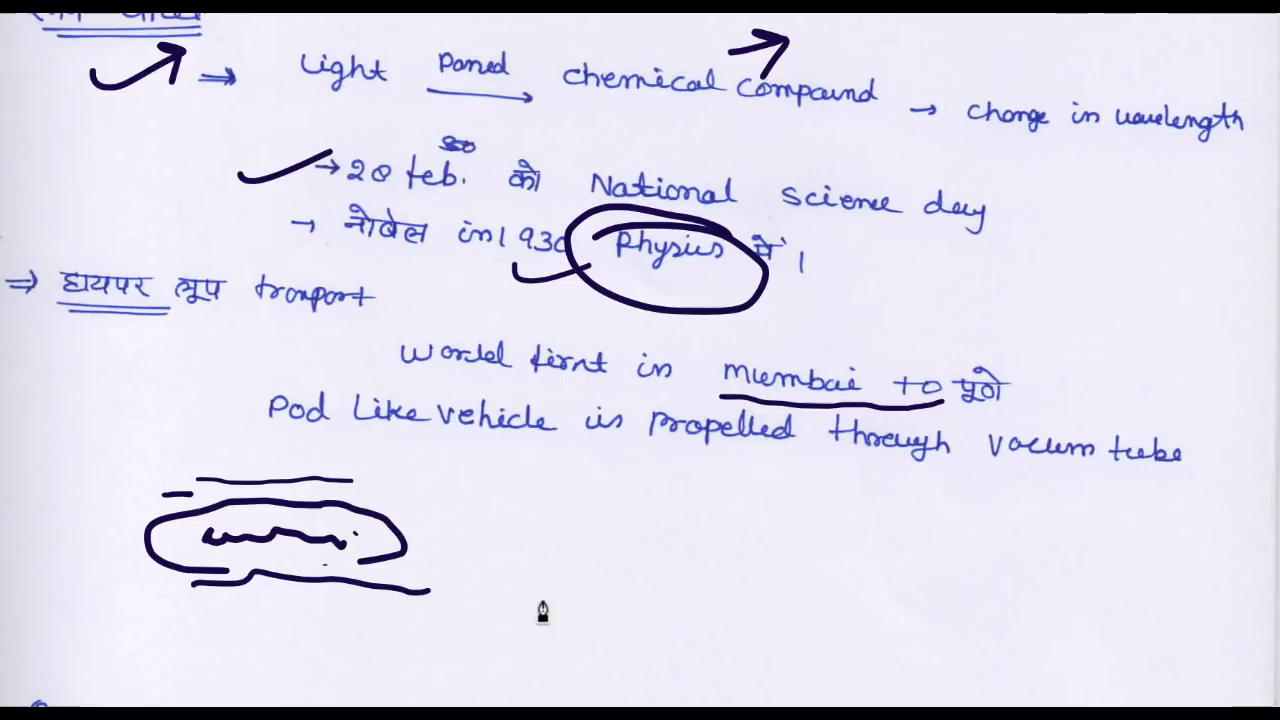 ⇒ Light Passed → chemical compound → change in wavelength
→ 28 feb. को National science day
→ नोबेल in 1930 Physics में।
⇒ हायपर लूप transport
World first in mumbai to पूणे
Pod Like vehicle is propelled through vacum tube